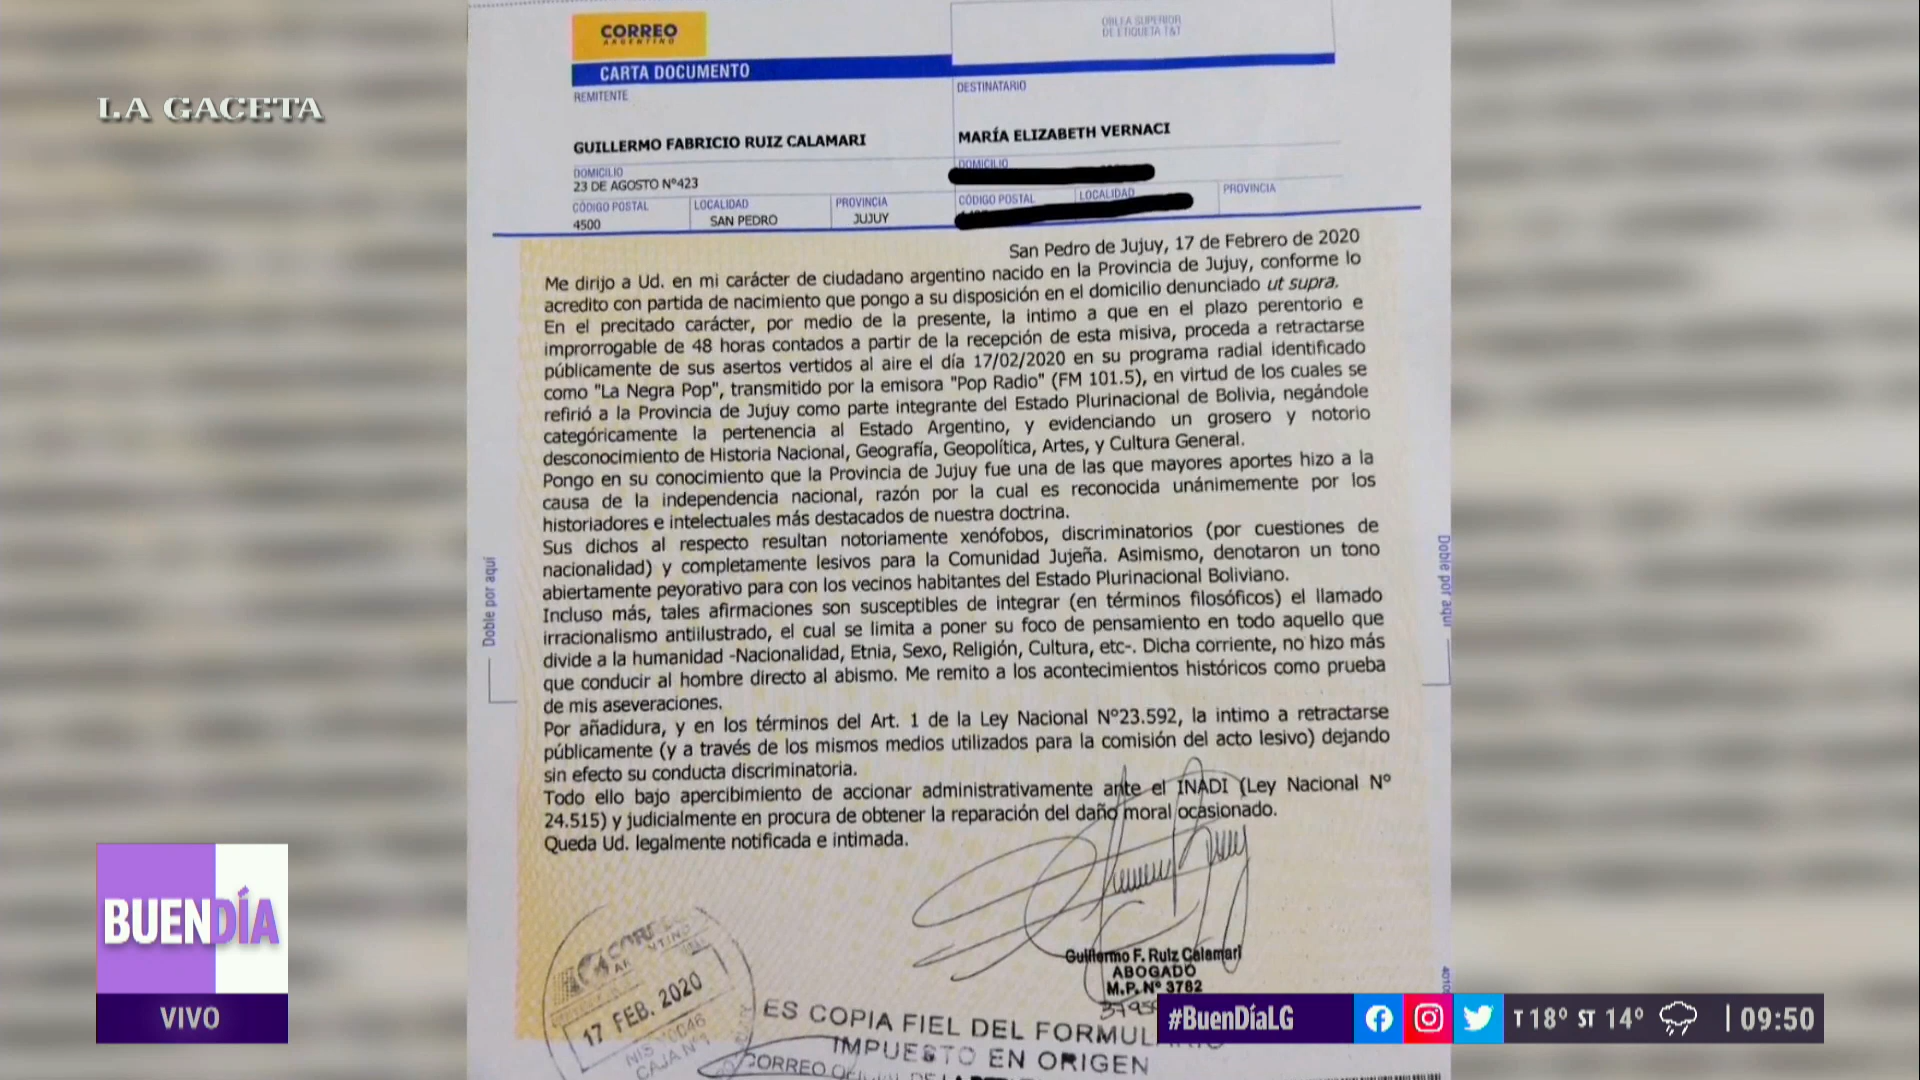 LA GACETA
CORREO
ARGENTINO
OBLEA SUPERIOR
DE ETIQUETA T&T
CARTA DOCUMENTO
REMITENTE
DESTINATARIO
GUILLERMO FABRICIO RUIZ CALAMARI
MARÍA ELIZABETH VERNACI
DOMICILIO
23 DE AGOSTO Nº423
DOMICILIO
CÓDIGO POSTAL
LOCALIDAD
PROVINCIA
4500
SAN PEDRO
JUJUY
CÓDIGO POSTAL
LOCALIDAD
PROVINCIA
San Pedro de Jujuy, 17 de Febrero de 2020
Me dirijo a Ud. en mi carácter de ciudadano argentino nacido en la Provincia de Jujuy, conforme lo
acredito con partida de nacimiento que pongo a su disposición en el domicilio denunciado ut supra.
En el precitado carácter, por medio de la presente, la intimo a que en el plazo perentorio e
improrrogable de 48 horas contados a partir de la recepción de esta misiva, proceda a retractarse
públicamente de sus asertos vertidos al aire el día 17/02/2020 en su programa radial identificado
como "La Negra Pop", transmitido por la emisora "Pop Radio" (FM 101.5), en virtud de los cuales se
refirió a la Provincia de Jujuy como parte integrante del Estado Plurinacional de Bolivia, negándole
categóricamente la pertenencia al Estado Argentino, y evidenciando un grosero y notorio
desconocimiento de Historia Nacional, Geografía, Geopolítica, Artes, y Cultura General.
Pongo en su conocimiento que la Provincia de Jujuy fue una de las que mayores aportes hizo a la
causa de la independencia nacional, razón por la cual es reconocida unánimemente por los
historiadores e intelectuales más destacados de nuestra doctrina.
Sus dichos al respecto resultan notoriamente xenófobos, discriminatorios (por cuestiones de
nacionalidad) y completamente lesivos para la Comunidad Jujeña. Asimismo, denotaron un tono
abiertamente peyorativo para con los vecinos habitantes del Estado Plurinacional Boliviano.
Incluso más, tales afirmaciones son susceptibles de integrar (en términos filosóficos) el llamado
irracionalismo antiilustrado, el cual se limita a poner su foco de pensamiento en todo aquello que
divide a la humanidad -Nacionalidad, Etnia, Sexo, Religión, Cultura, etc-. Dicha corriente, no hizo más
que conducir al hombre directo al abismo. Me remito a los acontecimientos históricos como prueba
de mis aseveraciones.
Por añadidura, y en los términos del Art. 1 de la Ley Nacional Nº23.592, la intimo a retractarse
públicamente (y a través de los mismos medios utilizados para la comisión del acto lesivo) dejando
sin efecto su conducta discriminatoria.
Todo ello bajo apercibimiento de accionar administrativamente ante el INADI (Ley Nacional Nº
24.515) y judicialmente en procura de obtener la reparación del daño moral ocasionado.
Queda Ud. legalmente notificada e intimada.
Doble por aquí
Doble por aquí
Guillermo F. Ruiz Calamari
ABOGADO
M.P. Nº 3782
CORREO
ARGENTINO
17 FEB. 2020
CAJA Nº 1
ES COPIA FIEL DEL
IMPUESTO EN ORIGEN
CORREO
BUENDÍA
VIVO
#BuenDíaLG
T 18º ST 14º
09:50